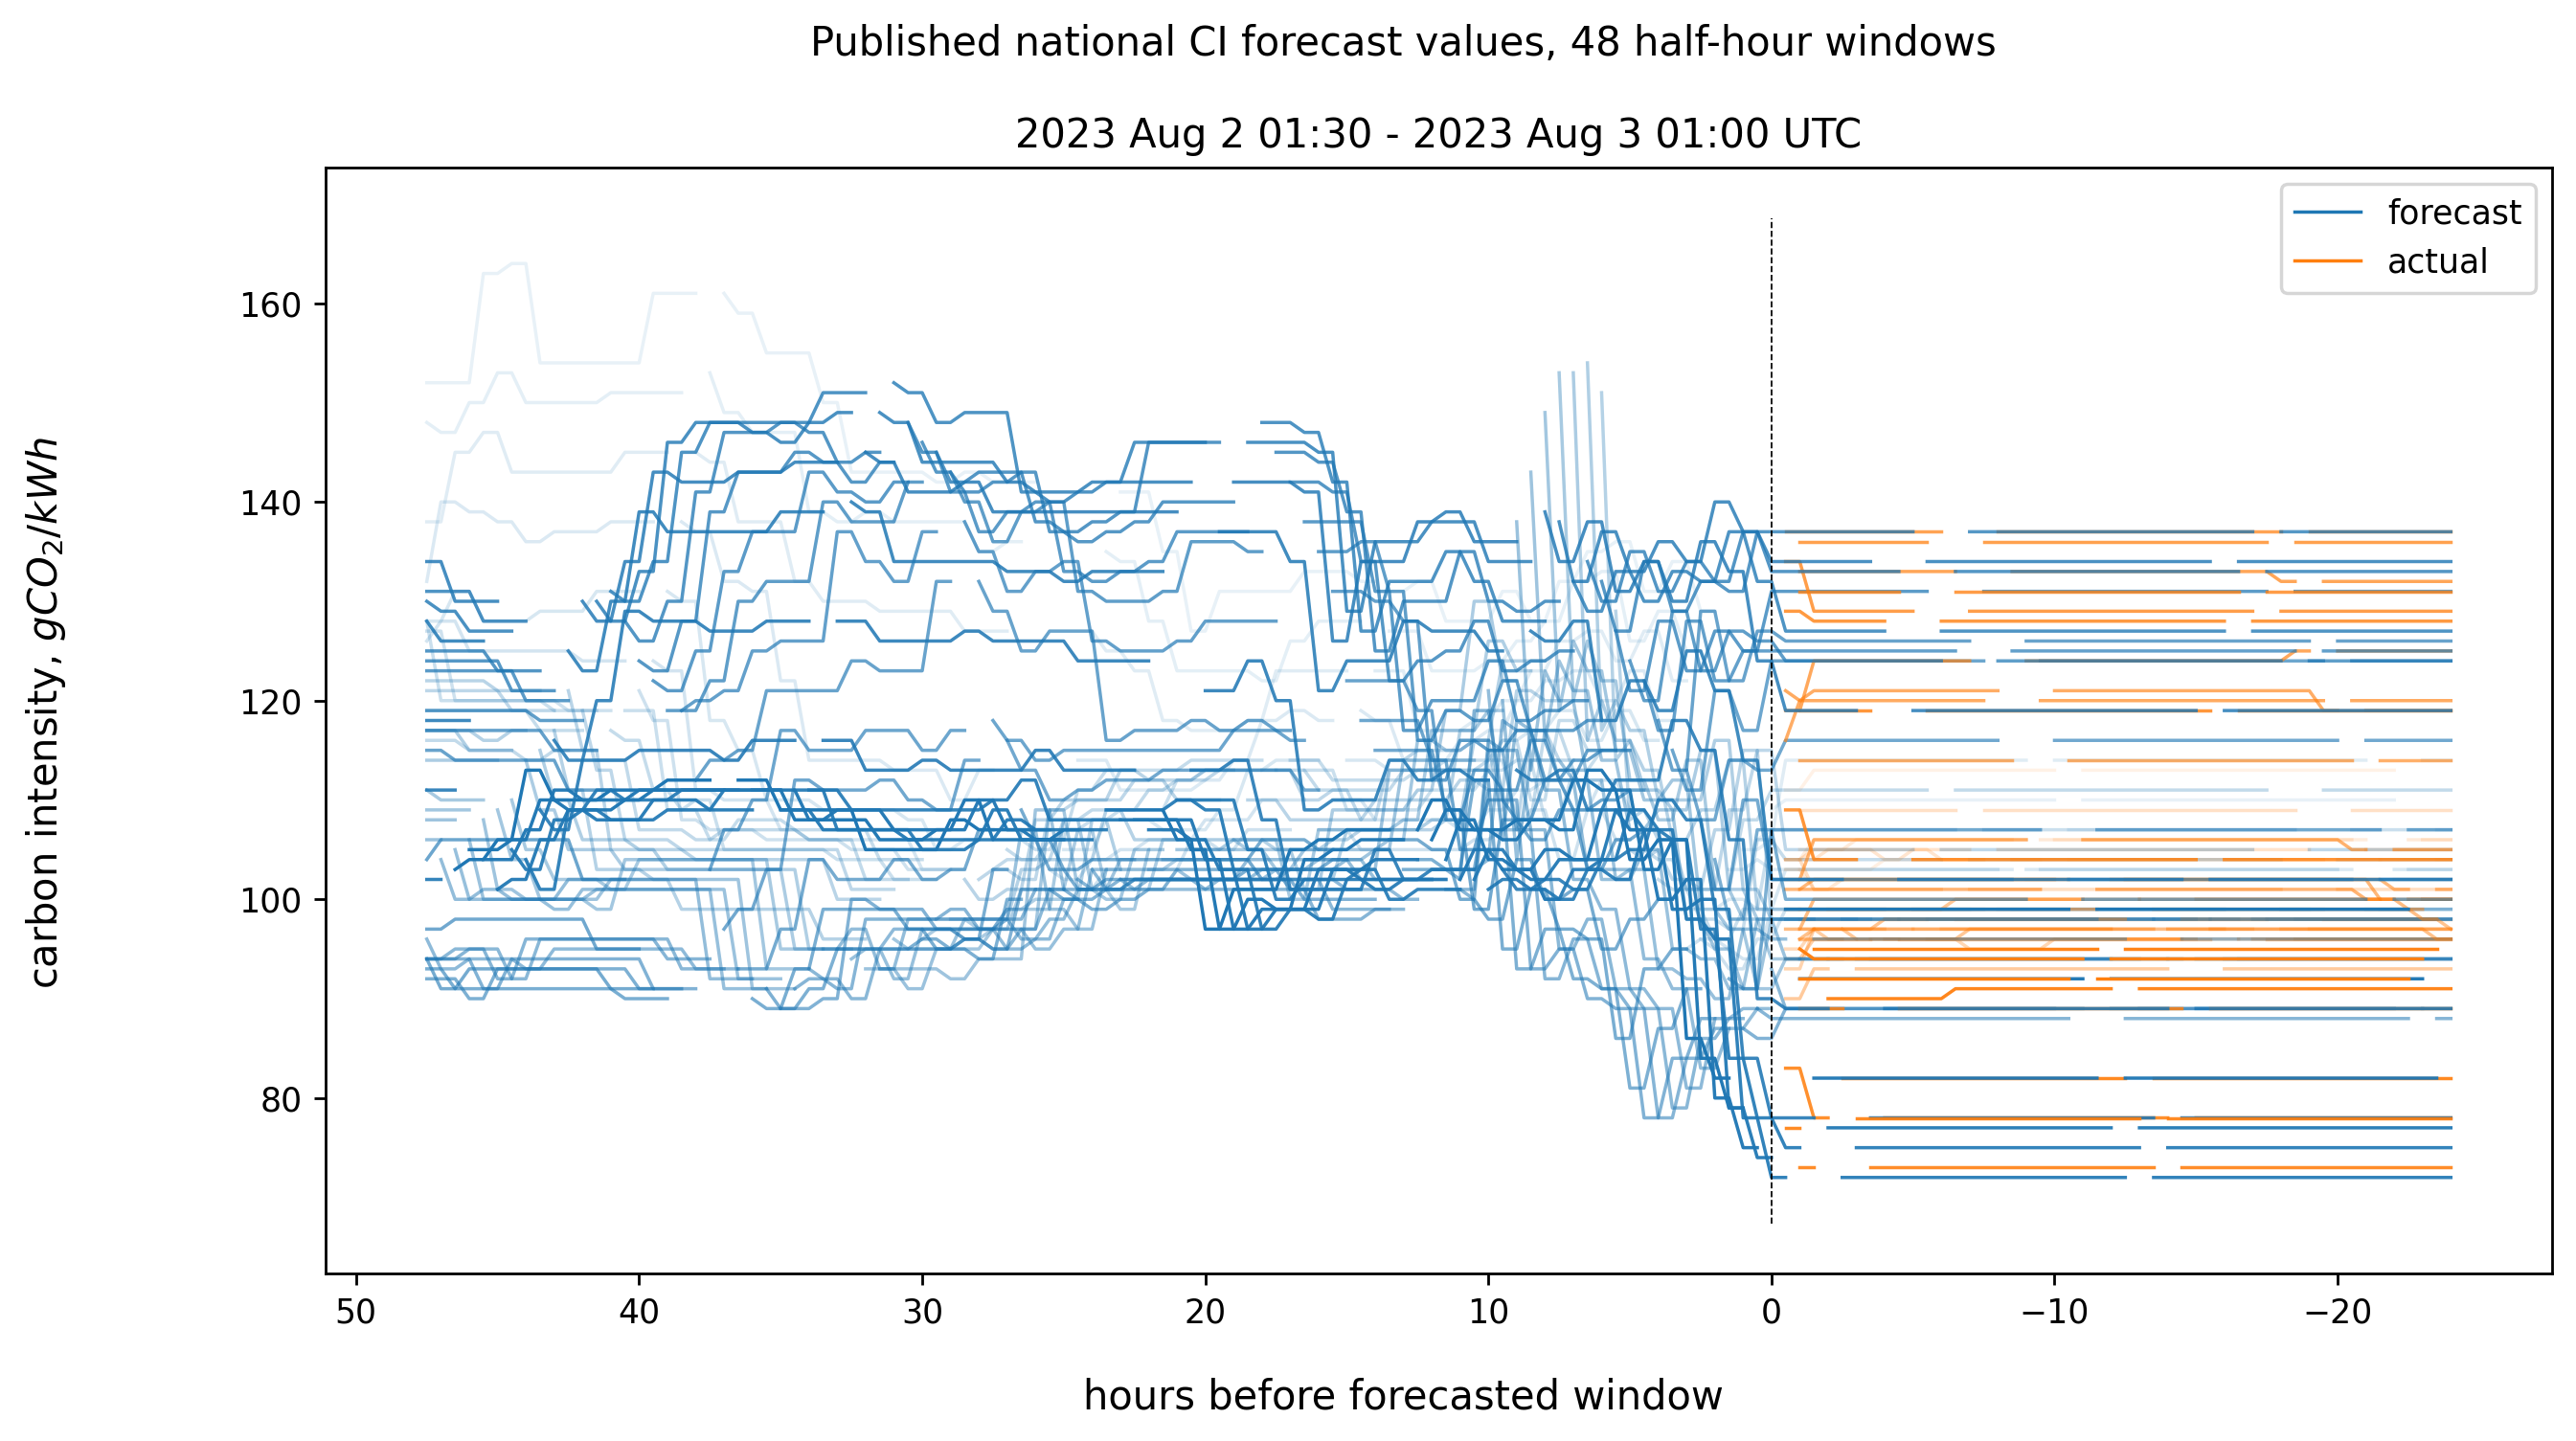 Published national CI forecast values, 48 half-hour windows
2023 Aug 2 01:30 - 2023 Aug 3 01:00 UTC
forecast
actual
carbon intensity, gCO₂/kWh
160
140
120
100
80
50 40 30 20 10 0 −10 −20
hours before forecasted window